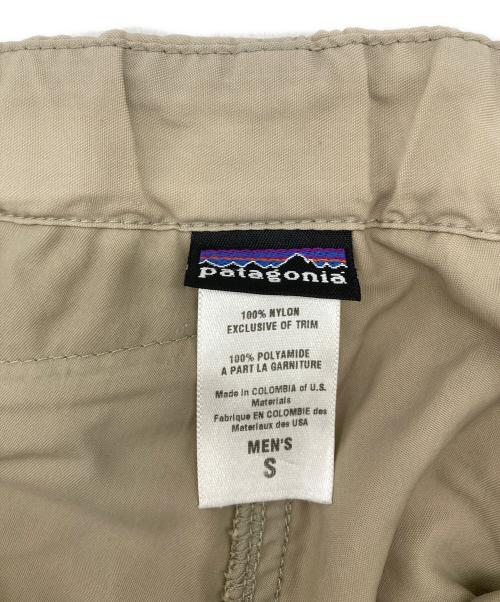 patagonia
100% NYLON
EXCLUSIVE OF TRIM
100% POLYAMIDE
A PART LA GARNITURE
Made in COLOMBIA of U.S.
Materials
Fabrique EN COLOMBIE des
Materiaux des USA
MEN'S
S